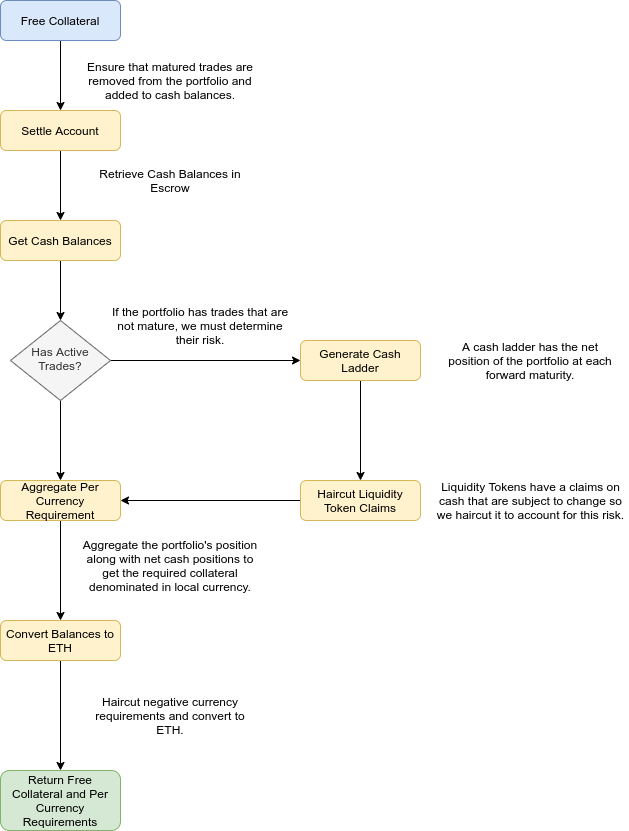 Free Collateral
Ensure that matured trades are
removed from the portfolio and
added to cash balances.
Settle Account
Retrieve Cash Balances in
Escrow
Get Cash Balances
If the portfolio has trades that are
not mature, we must determine
their risk.
Has Active
Trades?
Generate Cash
Ladder
A cash ladder has the net
position of the portfolio at each
forward maturity.
Aggregate Per
Currency
Requirement
Haircut Liquidity
Token Claims
Liquidity Tokens have a claims on
cash that are subject to change so
we haircut it to account for this risk.
Aggregate the portfolio's position
along with net cash positions to
get the required collateral
denominated in local currency.
Convert Balances to
ETH
Haircut negative currency
requirements and convert to
ETH.
Return Free
Collateral and Per
Currency
Requirements